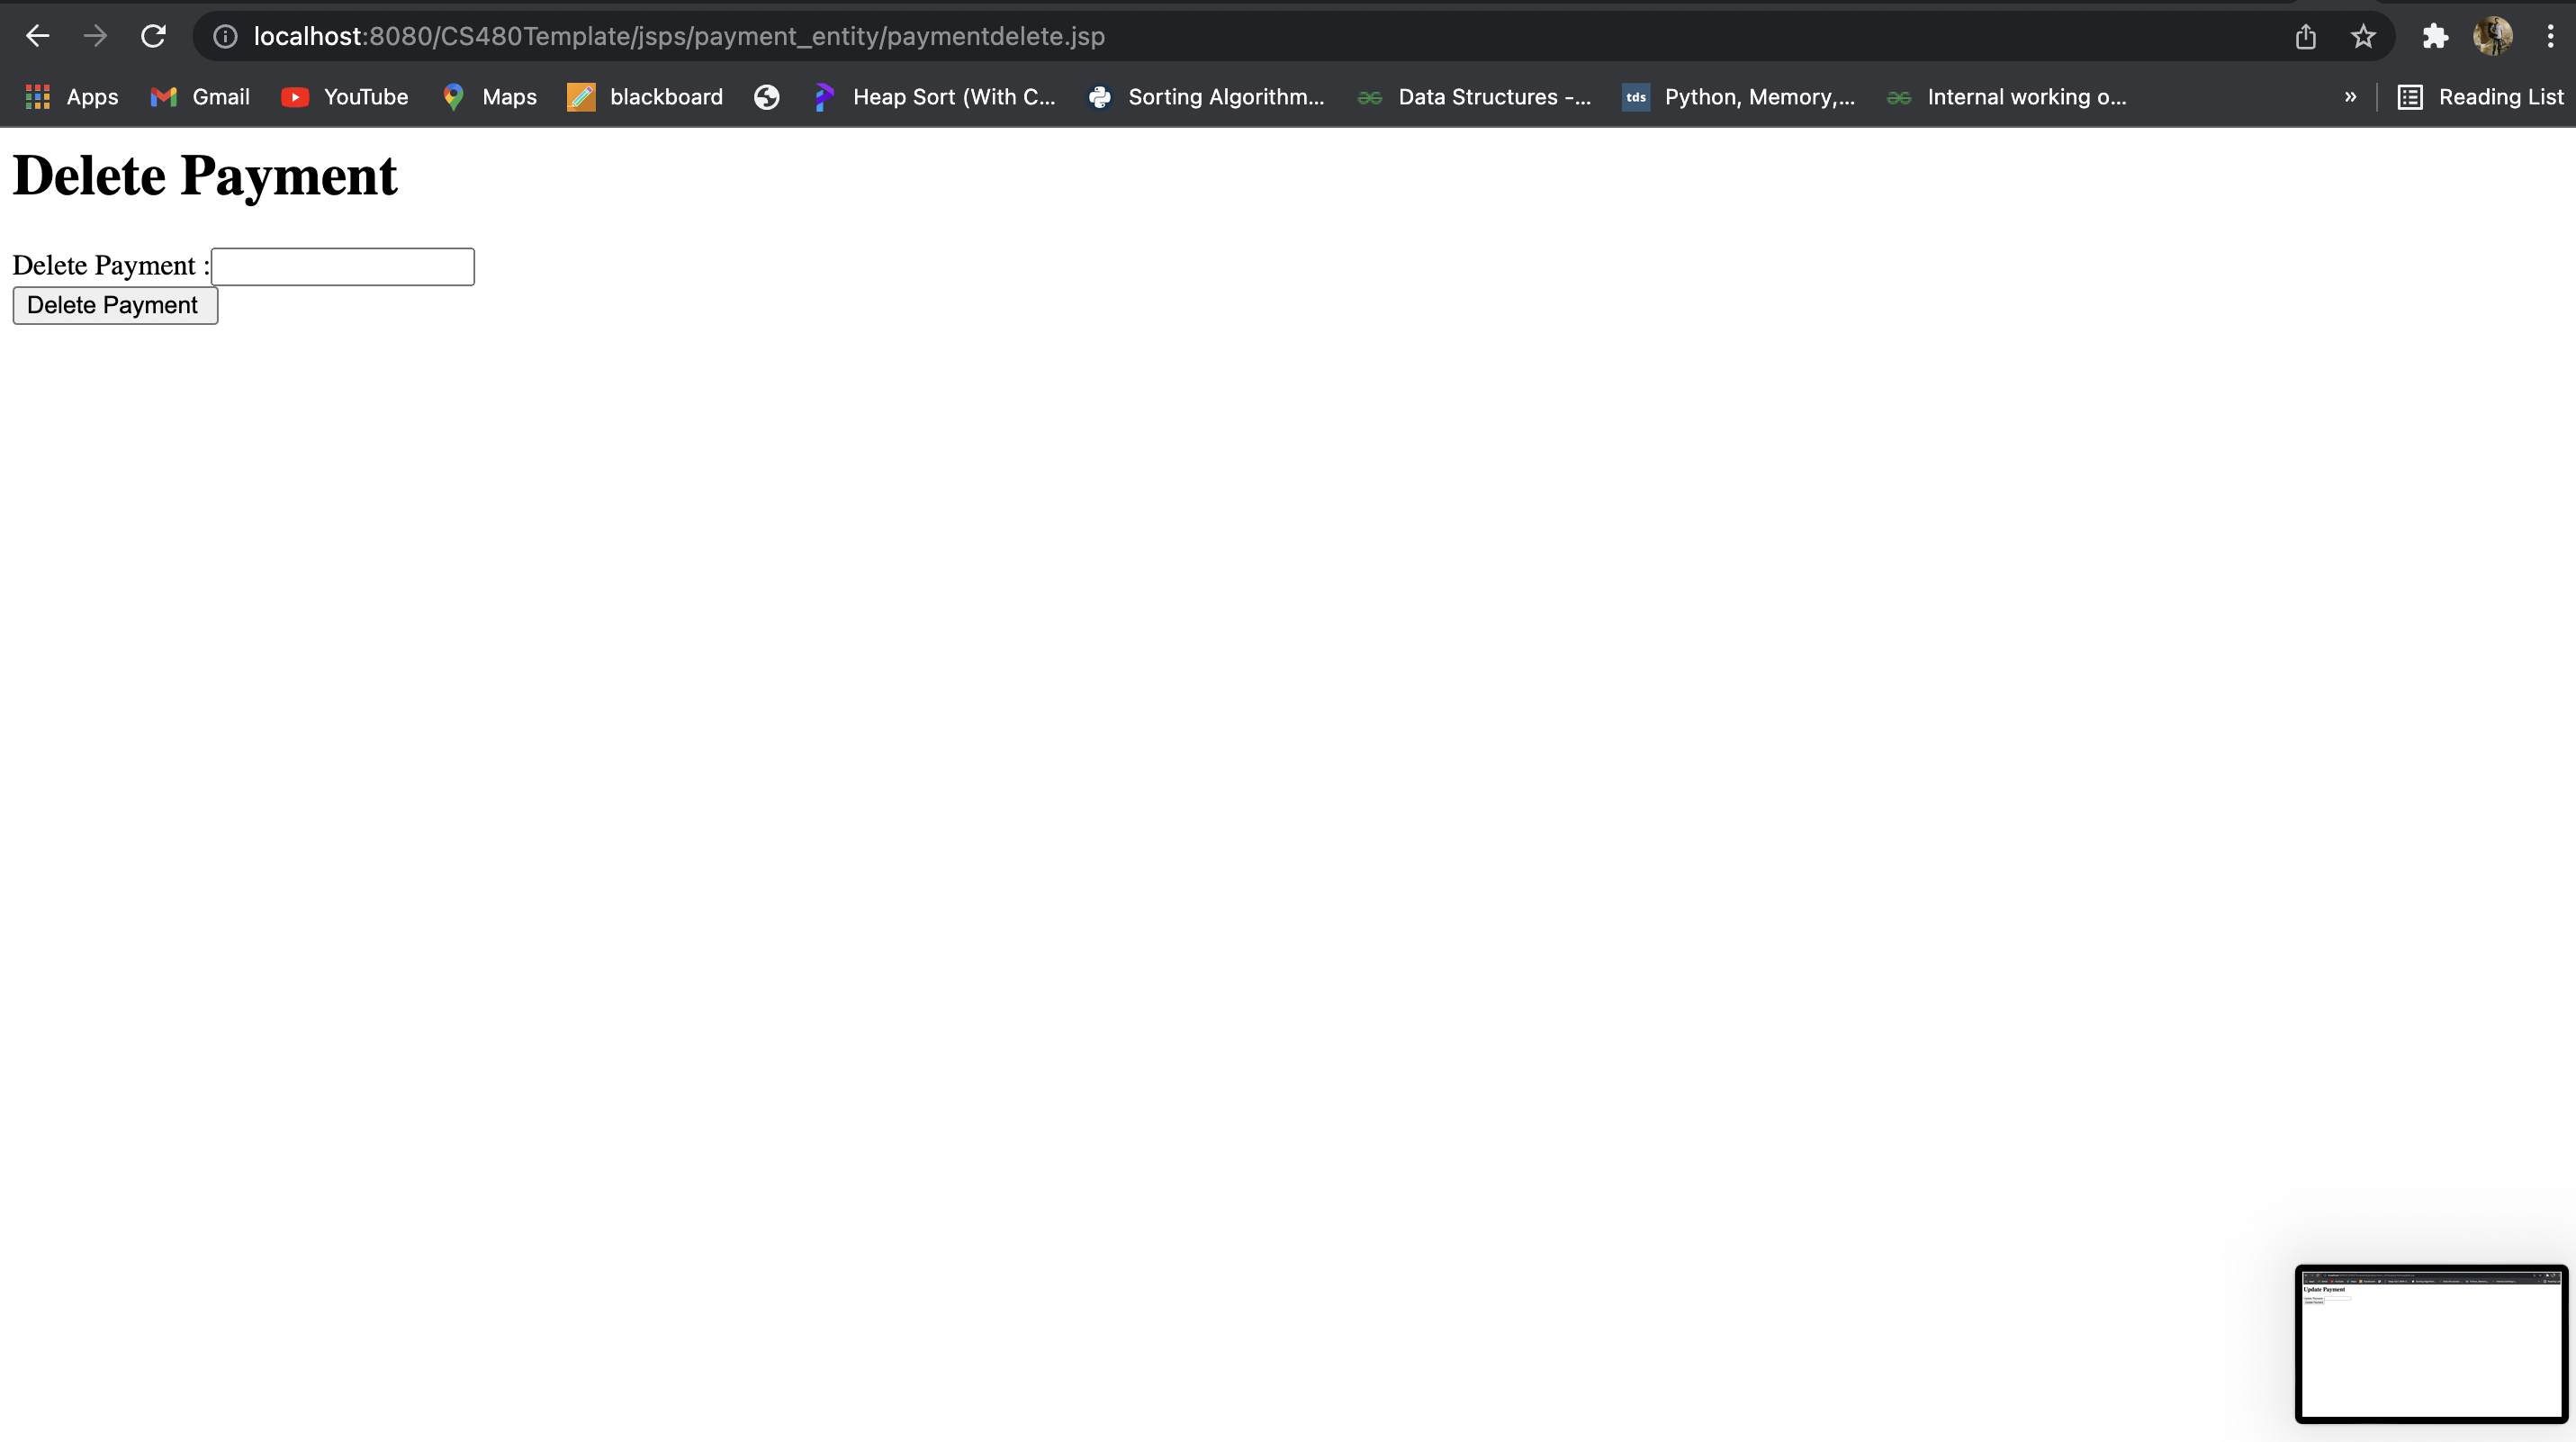 localhost:8080/CS480Template/jsps/payment_entity/paymentdelete.jsp
Apps Gmail YouTube Maps blackboard Heap Sort (With C... Sorting Algorithm... Data Structures -... tds Python, Memory,... Internal working o... » Reading List
Delete Payment
Delete Payment :
Delete Payment
Update Payment